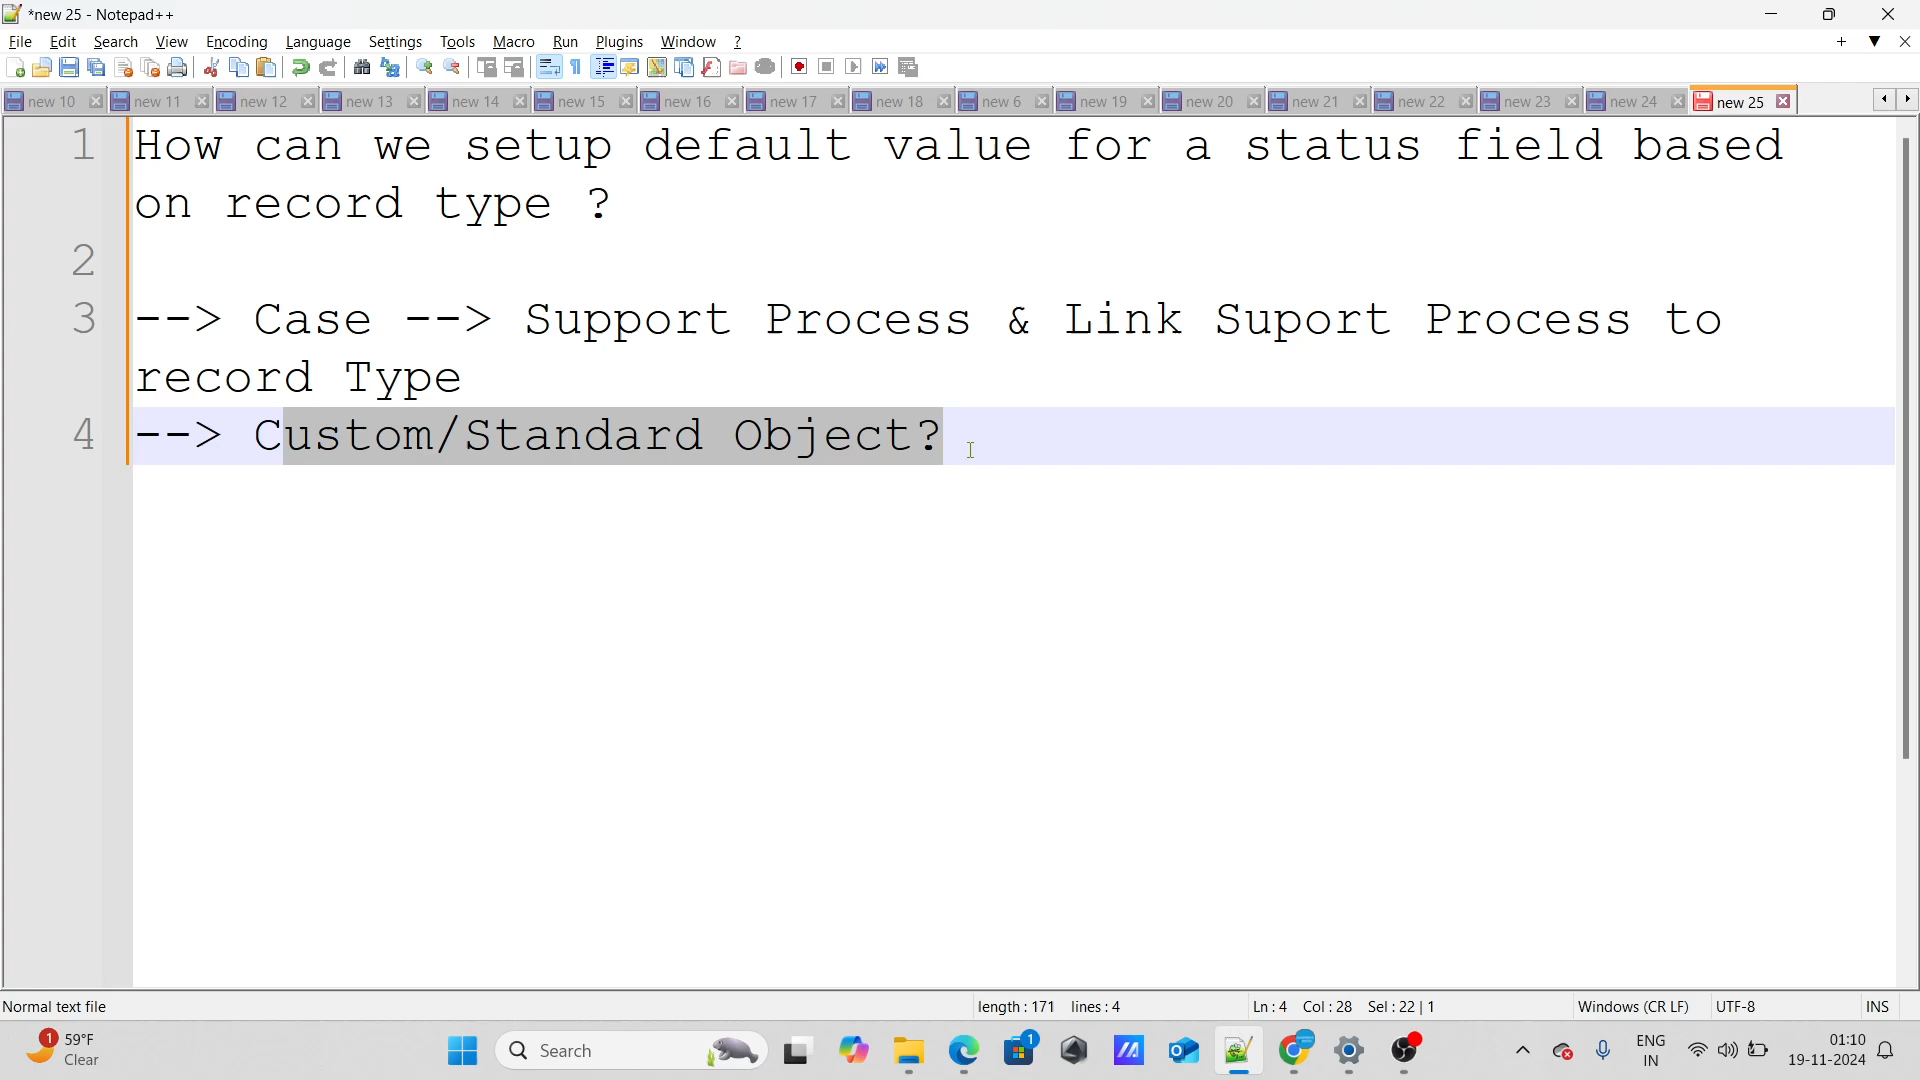 *new 25 - Notepad++
File Edit Search View Encoding Language Settings Tools Macro Run Plugins Window ?
new 10 new 11 new 12 new 13 new 14 new 15 new 16 new 17 new 18 new 6 new 19 new 20 new 21 new 22 new 23 new 24 new 25
1 How can we setup default value for a status field based
on record type ?
2
3 --> Case --> Support Process & Link Suport Process to
record Type
4 --> Custom/Standard Object?
Normal text file length : 171 lines : 4 Ln : 4 Col : 28 Sel : 22 | 1 Windows (CR LF) UTF-8 INS
1 59°F
Clear
Search
1
ENG
IN
01:10
19-11-2024